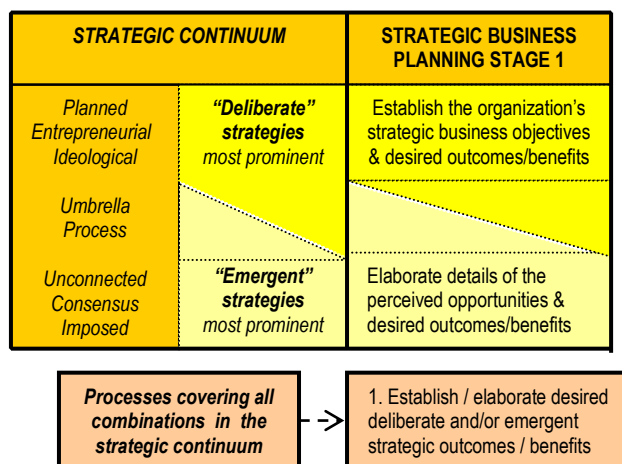 STRATEGIC CONTINUUM
STRATEGIC BUSINESS
PLANNING STAGE 1
Planned
Entrepreneurial
Ideological
“Deliberate”
strategies
most prominent
Establish the organization’s
strategic business objectives
& desired outcomes/benefits
Umbrella
Process
Unconnected
Consensus
Imposed
“Emergent”
strategies
most prominent
Elaborate details of the
perceived opportunities &
desired outcomes/benefits
Processes covering all
combinations in the
strategic continuum
1. Establish / elaborate desired
deliberate and/or emergent
strategic outcomes / benefits